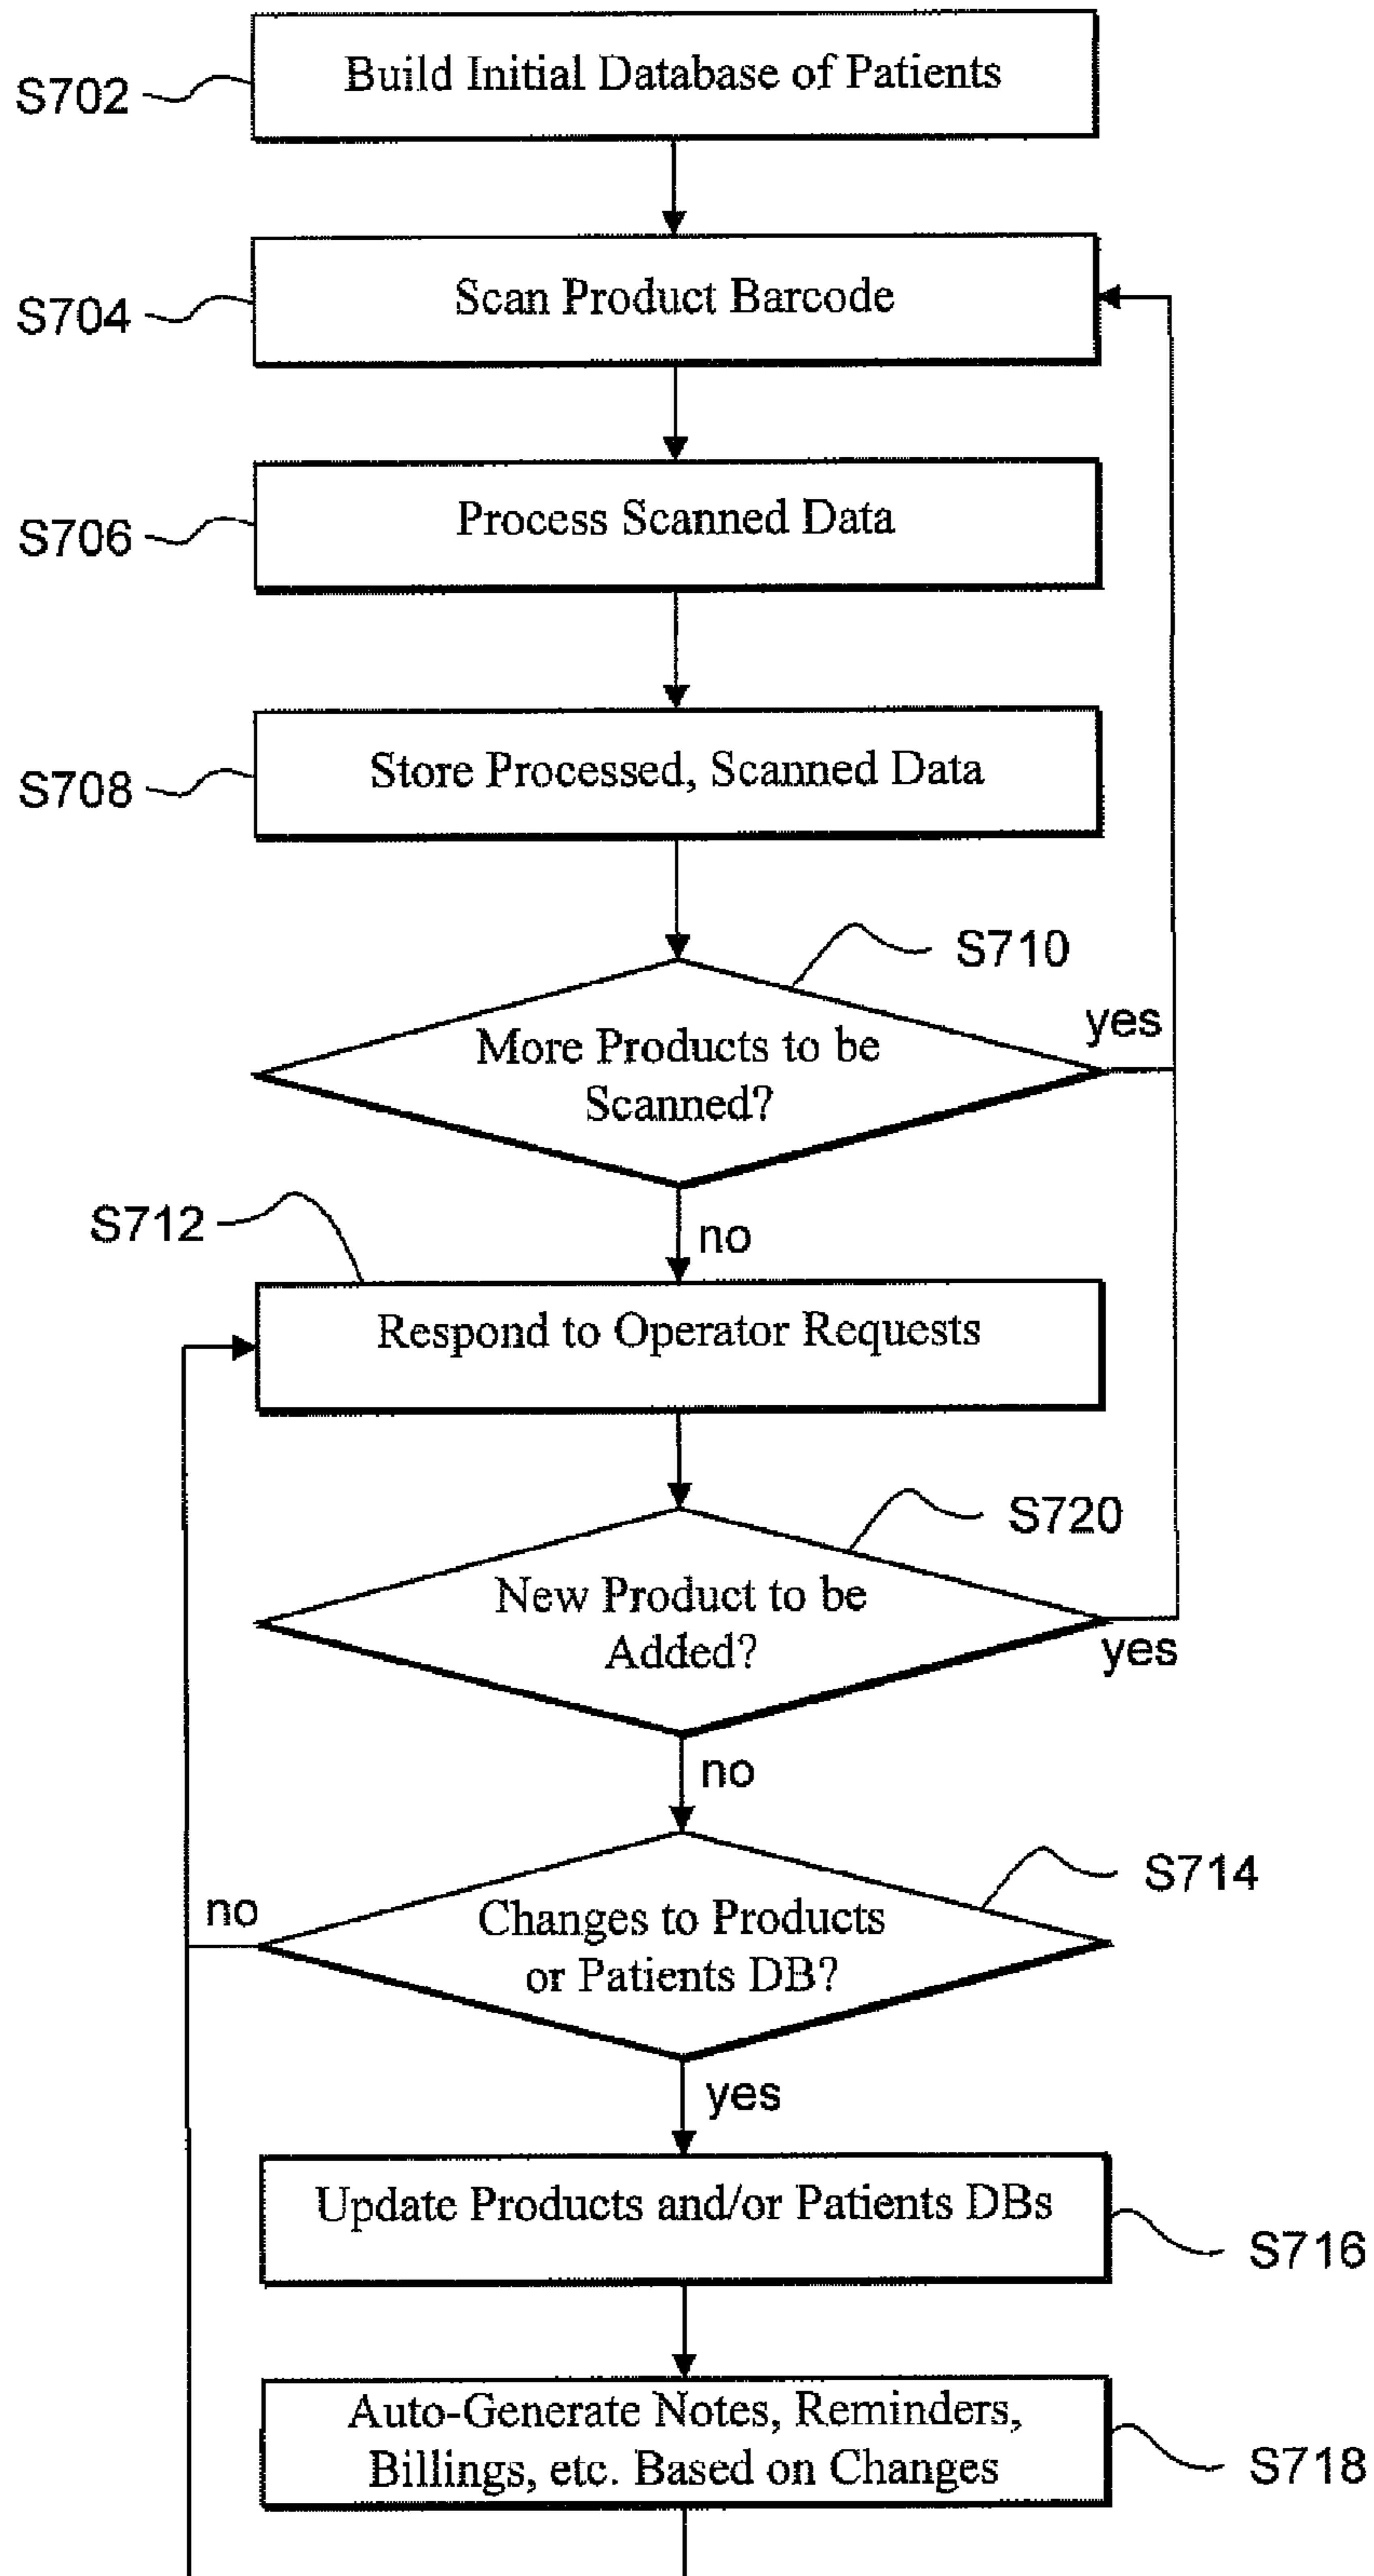 Build Initial Database of Patients
S702
Scan Product Barcode
S704
Process Scanned Data
S706
Store Processed, Scanned Data
S708
S710
More Products to be
Scanned?
yes
no
S712
Respond to Operator Requests
S720
New Product to be
Added?
yes
no
S714
Changes to Products
or Patients DB?
no
yes
Update Products and/or Patients DBs
S716
Auto-Generate Notes, Reminders,
Billings, etc. Based on Changes
S718